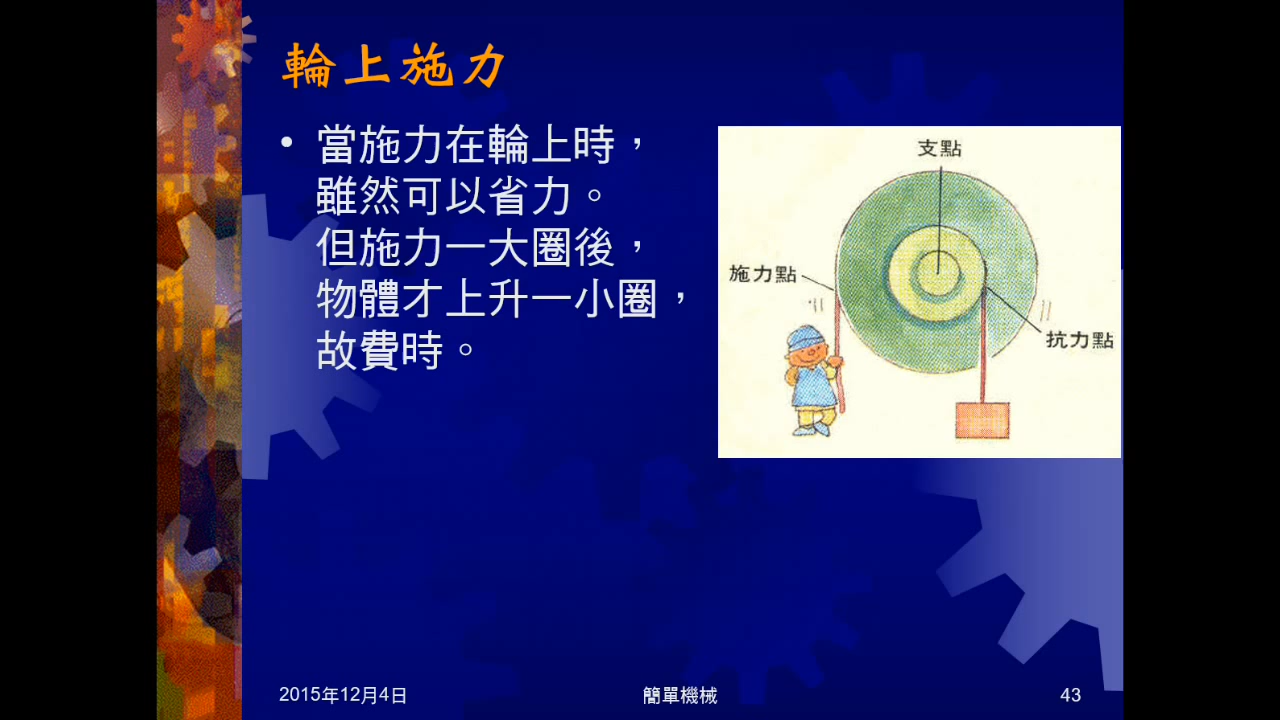 輪上施力
• 當施力在輪上時，
雖然可以省力。
但施力一大圈後，
物體才上升一小圈，
故費時。
支點
施力點
抗力點
2015年12月4日
簡單機械
43